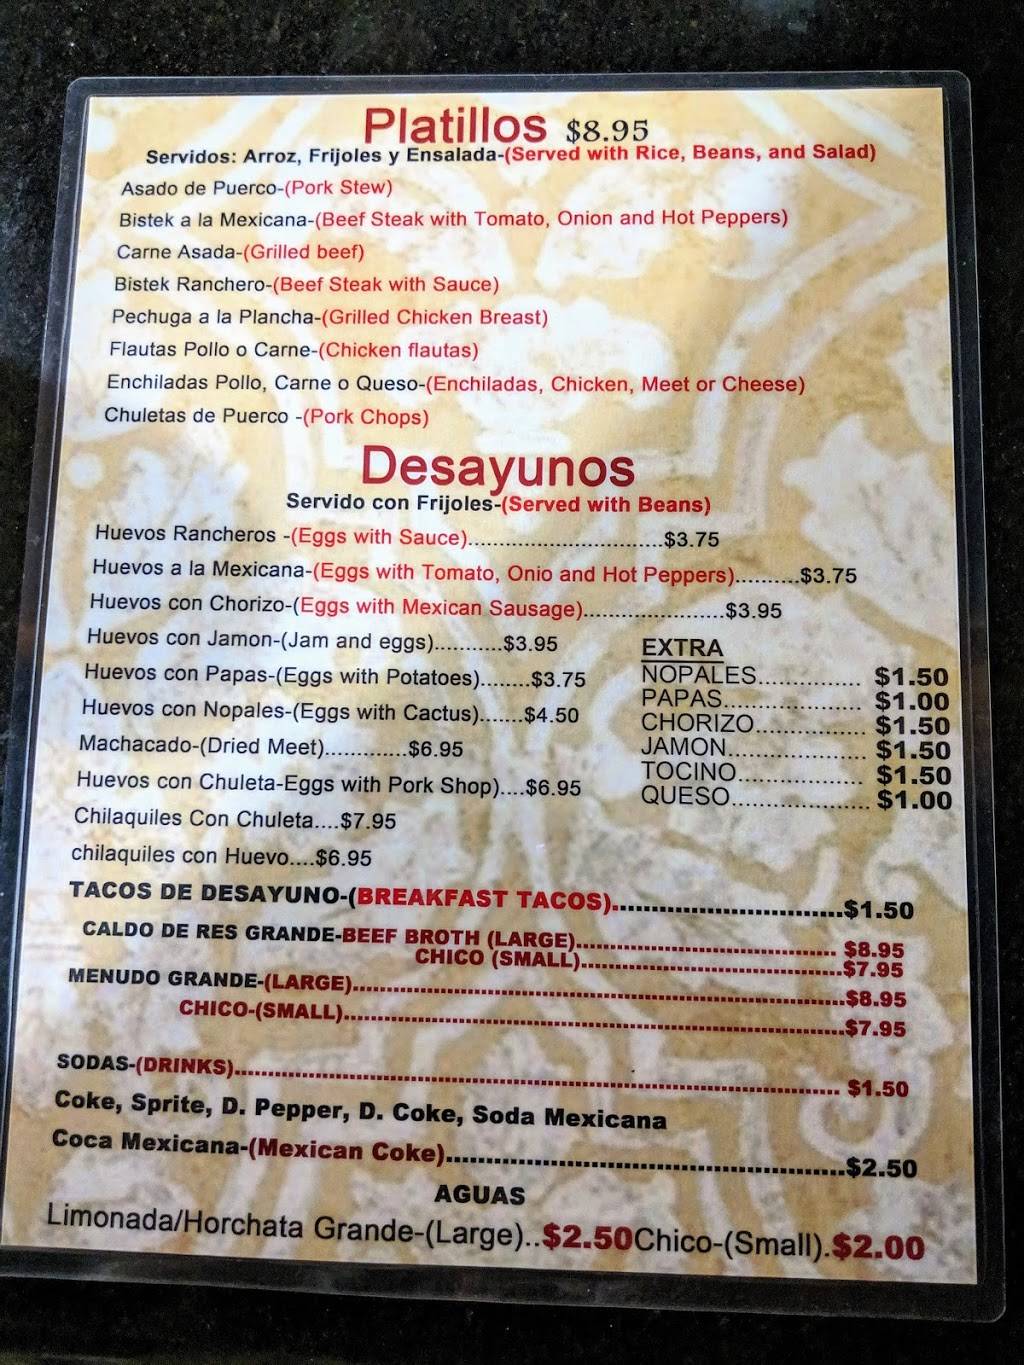 Platillos $8.95
Servidos: Arroz, Frijoles y Ensalada-(Served with Rice, Beans, and Salad)
Asado de Puerco-(Pork Stew)
Bistek a la Mexicana-(Beef Steak with Tomato, Onion and Hot Peppers)
Carne Asada-(Grilled beef)
Bistek Ranchero-(Beef Steak with Sauce)
Pechuga a la Plancha-(Grilled Chicken Breast)
Flautas Pollo o Carne-(Chicken flautas)
Enchiladas Pollo, Carne o Queso-(Enchiladas, Chicken, Meet or Cheese)
Chuletas de Puerco -(Pork Chops)
Desayunos
Servido con Frijoles-(Served with Beans)
Huevos Rancheros -(Eggs with Sauce)............................$3.75
Huevos a la Mexicana-(Eggs with Tomato, Onio and Hot Peppers)..........$3.75
Huevos con Chorizo-(Eggs with Mexican Sausage).....................$3.95
Huevos con Jamon-(Jam and eggs)...........$3.95
Huevos con Papas-(Eggs with Potatoes)........$3.75
Huevos con Nopales-(Eggs with Cactus).......$4.50
Machacado-(Dried Meet)............$6.95
Huevos con Chuleta-Eggs with Pork Shop)....$6.95
Chilaquiles Con Chuleta....$7.95
chilaquiles con Huevo....$6.95
EXTRA
NOPALES............... $1.50
PAPAS.................... $1.00
CHORIZO................ $1.50
JAMON.................... $1.50
TOCINO.................. $1.50
QUESO.................... $1.00
TACOS DE DESAYUNO-(BREAKFAST TACOS)...........................$1.50
CALDO DE RES GRANDE-BEEF BROTH (LARGE).............................. $8.95
CHICO (SMALL)..............................$7.95
MENUDO GRANDE-(LARGE)..........................................................$8.95
CHICO-(SMALL)..........................................................$7.95
SODAS-(DRINKS)...................................................................... $1.50
Coke, Sprite, D. Pepper, D. Coke, Soda Mexicana
Coca Mexicana-(Mexican Coke)..............................................$2.50
AGUAS
Limonada/Horchata Grande-(Large)..$2.50Chico-(Small).$2.00